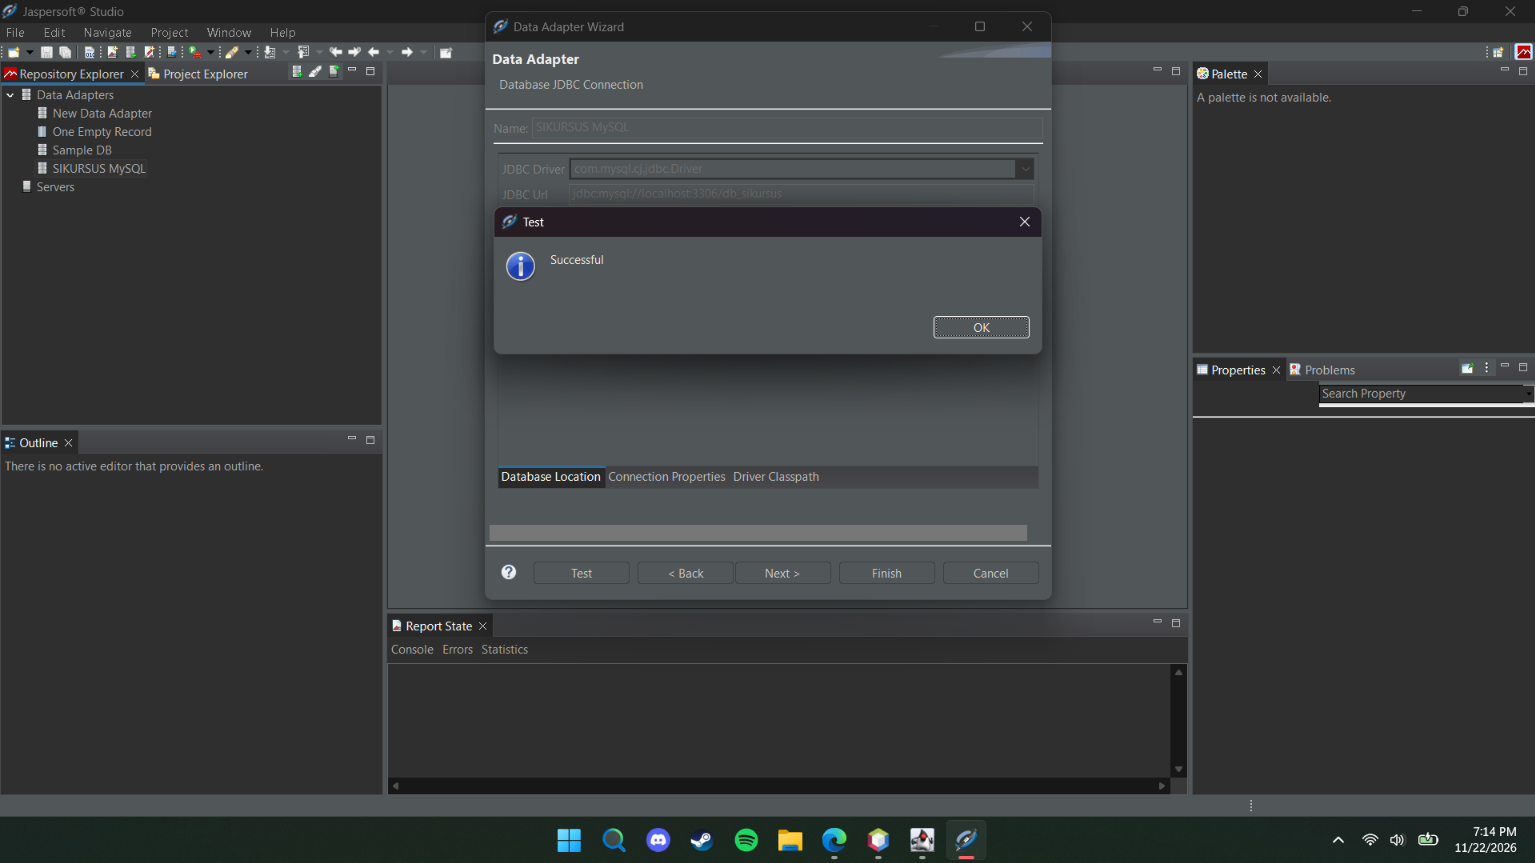 Jaspersoft® Studio
File Edit Navigate Project Window Help
Repository Explorer
Project Explorer
Data Adapters
New Data Adapter
One Empty Record
Sample DB
SIKURSUS MySQL
Servers
Outline
There is no active editor that provides an outline.
Data Adapter Wizard
Data Adapter
Database JDBC Connection
Name: SIKURSUS MySQL
JDBC Driver com.mysql.cj.jdbc.Driver
JDBC Url jdbc:mysql://localhost:3306/db_sikursus
Test
Successful
OK
Database Location Connection Properties Driver Classpath
Test < Back Next > Finish Cancel
Report State
Console Errors Statistics
Palette
A palette is not available.
Properties
Problems
Search Property
7:14 PM
11/22/2026